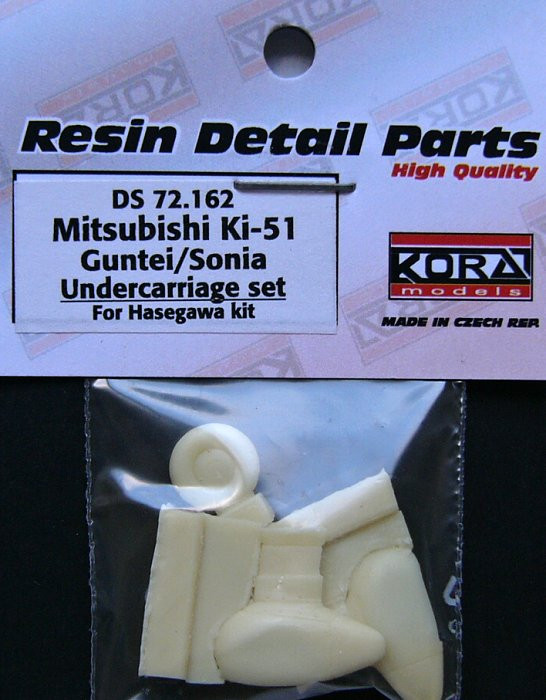 Resin Detail Parts
High Quality
DS 72.162
Mitsubishi Ki-51
Guntei/Sonia
Undercarriage set
For Hasegawa kit
KORA
models
MADE IN CZECH REP.